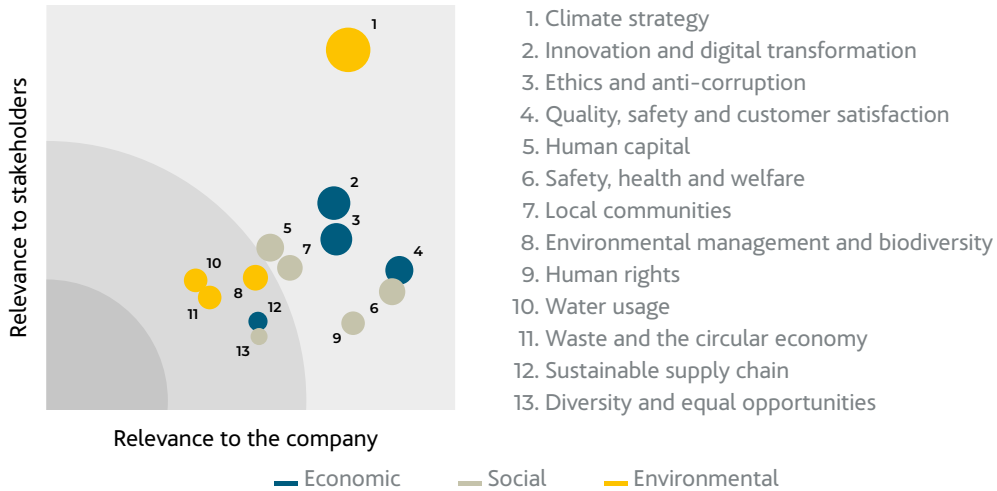 Relevance to stakeholders
1
2
3
5
7
4
10
8
11
12
6
13
9
Relevance to the company
1. Climate strategy
2. Innovation and digital transformation
3. Ethics and anti-corruption
4. Quality, safety and customer satisfaction
5. Human capital
6. Safety, health and welfare
7. Local communities
8. Environmental management and biodiversity
9. Human rights
10. Water usage
11. Waste and the circular economy
12. Sustainable supply chain
13. Diversity and equal opportunities
Economic
Social
Environmental